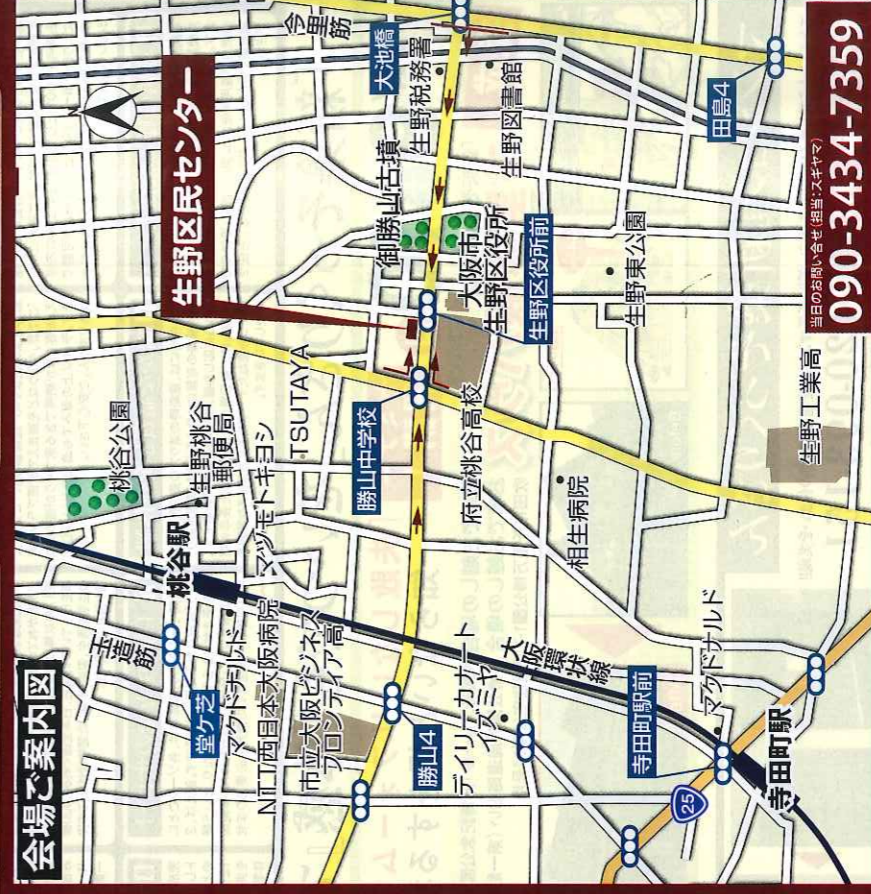 会場ご案内図
生野区民センター
今里筋
大池橋
生野税務署
生野図書館
田島4
御勝山古墳
大阪市
生野区役所
生野区役所前
生野東公園
桃谷公園
生野桃谷
郵便局
マツモトキヨシ
TSUTAYA
勝山中学校
府立桃谷高校
相生病院
生野工業高
桃谷駅
玉造筋
堂ケ芝
マクドナルド
NTT西日本大阪病院
市立大阪ビジネス
フロンティア高
勝山4
デイリーカナート
イズミヤ
大阪環状線
寺田町駅前
マクドナルド
25
寺田町駅
当日のお問い合せ(担当:スギヤマ)
090-3434-7359